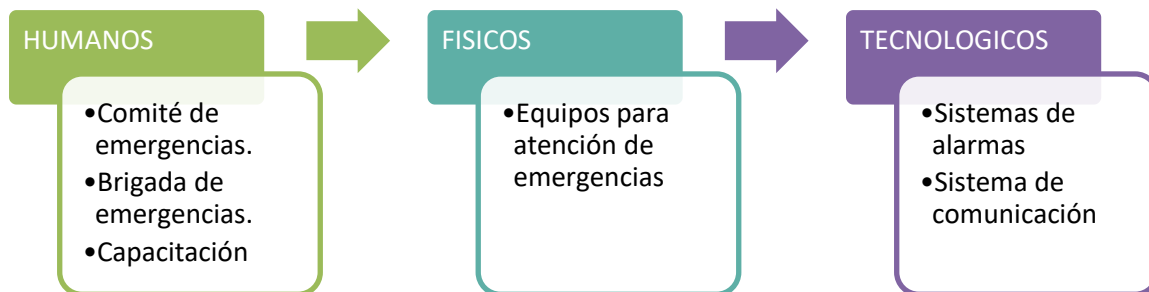 HUMANOS
•Comité de
emergencias.
•Brigada de
emergencias.
•Capacitación
FISICOS
•Equipos para
atención de
emergencias
TECNOLOGICOS
•Sistemas de
alarmas
•Sistema de
comunicación